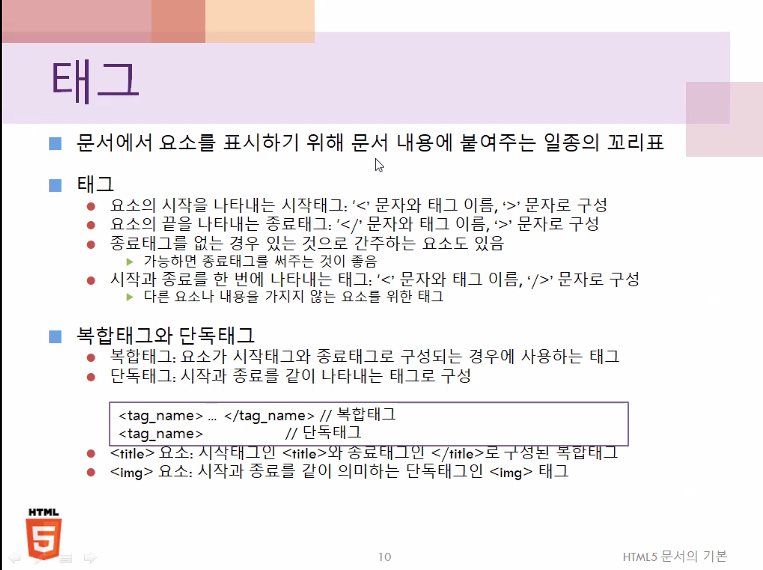 태그
문서에서 요소를 표시하기 위해 문서 내용에 붙여주는 일종의 꼬리표
태그
요소의 시작을 나타내는 시작태그: ‘<’ 문자와 태그 이름, ‘>’ 문자로 구성
요소의 끝을 나타내는 종료태그: ‘</’ 문자와 태그 이름, ‘>’ 문자로 구성
종료태그를 없는 경우 있는 것으로 간주하는 요소도 있음
가능하면 종료태그를 써주는 것이 좋음
시작과 종료를 한 번에 나타내는 태그: ‘<’ 문자와 태그 이름, ‘/>’ 문자로 구성
다른 요소나 내용을 가지지 않는 요소를 위한 태그
복합태그와 단독태그
복합태그: 요소가 시작태그와 종료태그로 구성되는 경우에 사용하는 태그
단독태그: 시작과 종료를 같이 나타내는 태그로 구성
<tag_name> … </tag_name> // 복합태그
<tag_name> // 단독태그
<title> 요소: 시작태그인 <title>와 종료태그인 </title>로 구성된 복합태그
<img> 요소: 시작과 종료를 같이 의미하는 단독태그인 <img> 태그
HTML
5
10
HTML5 문서의 기본